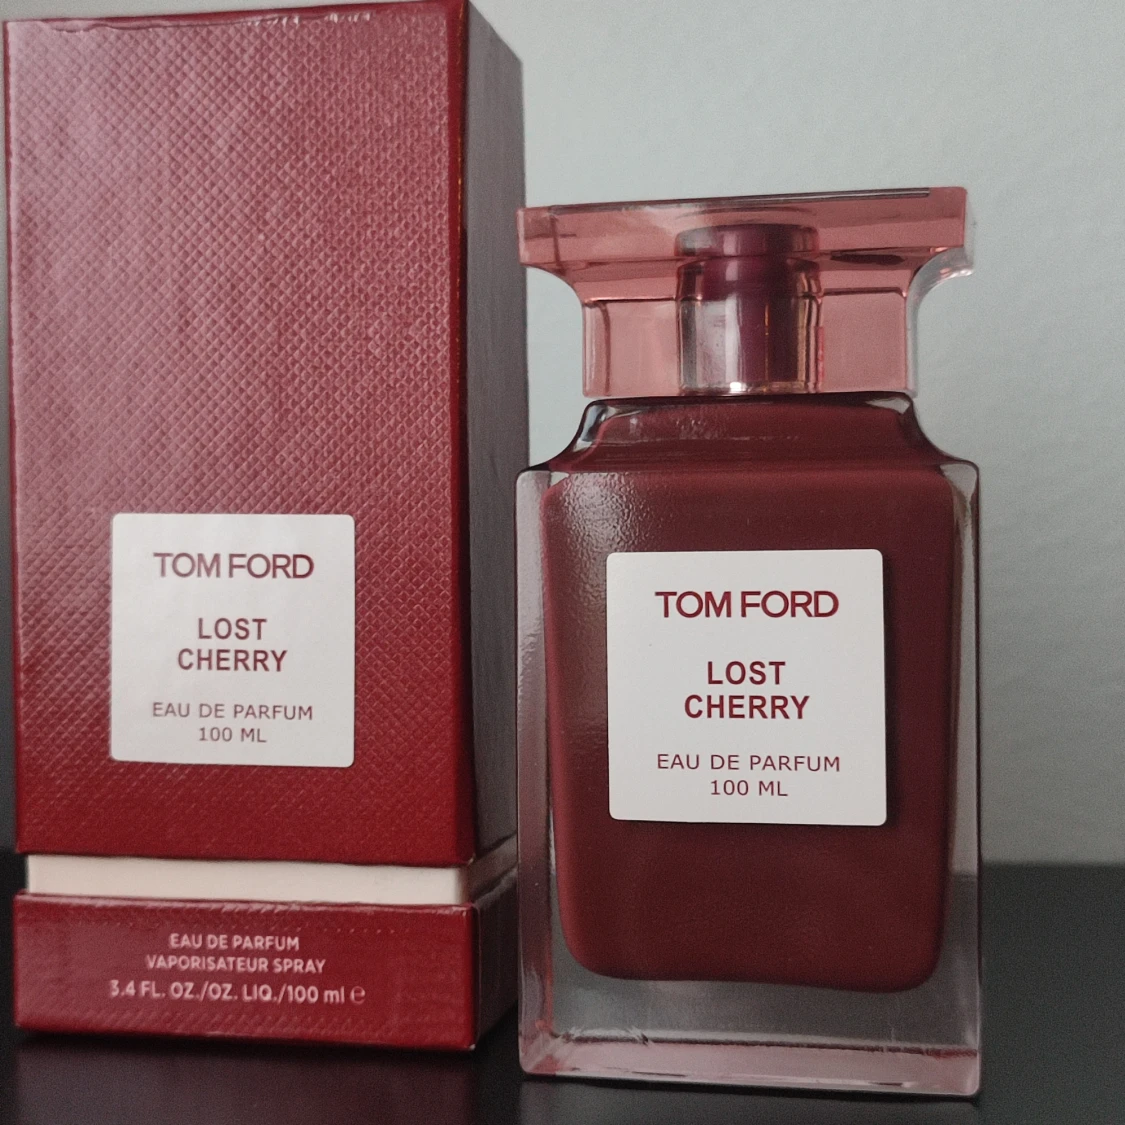 TOM FORD
LOST
CHERRY
EAU DE PARFUM
100 ML
EAU DE PARFUM
VAPORISATEUR SPRAY
3.4 FL. OZ./OZ. LIQ./100 ml ℮
TOM FORD
LOST
CHERRY
EAU DE PARFUM
100 ML